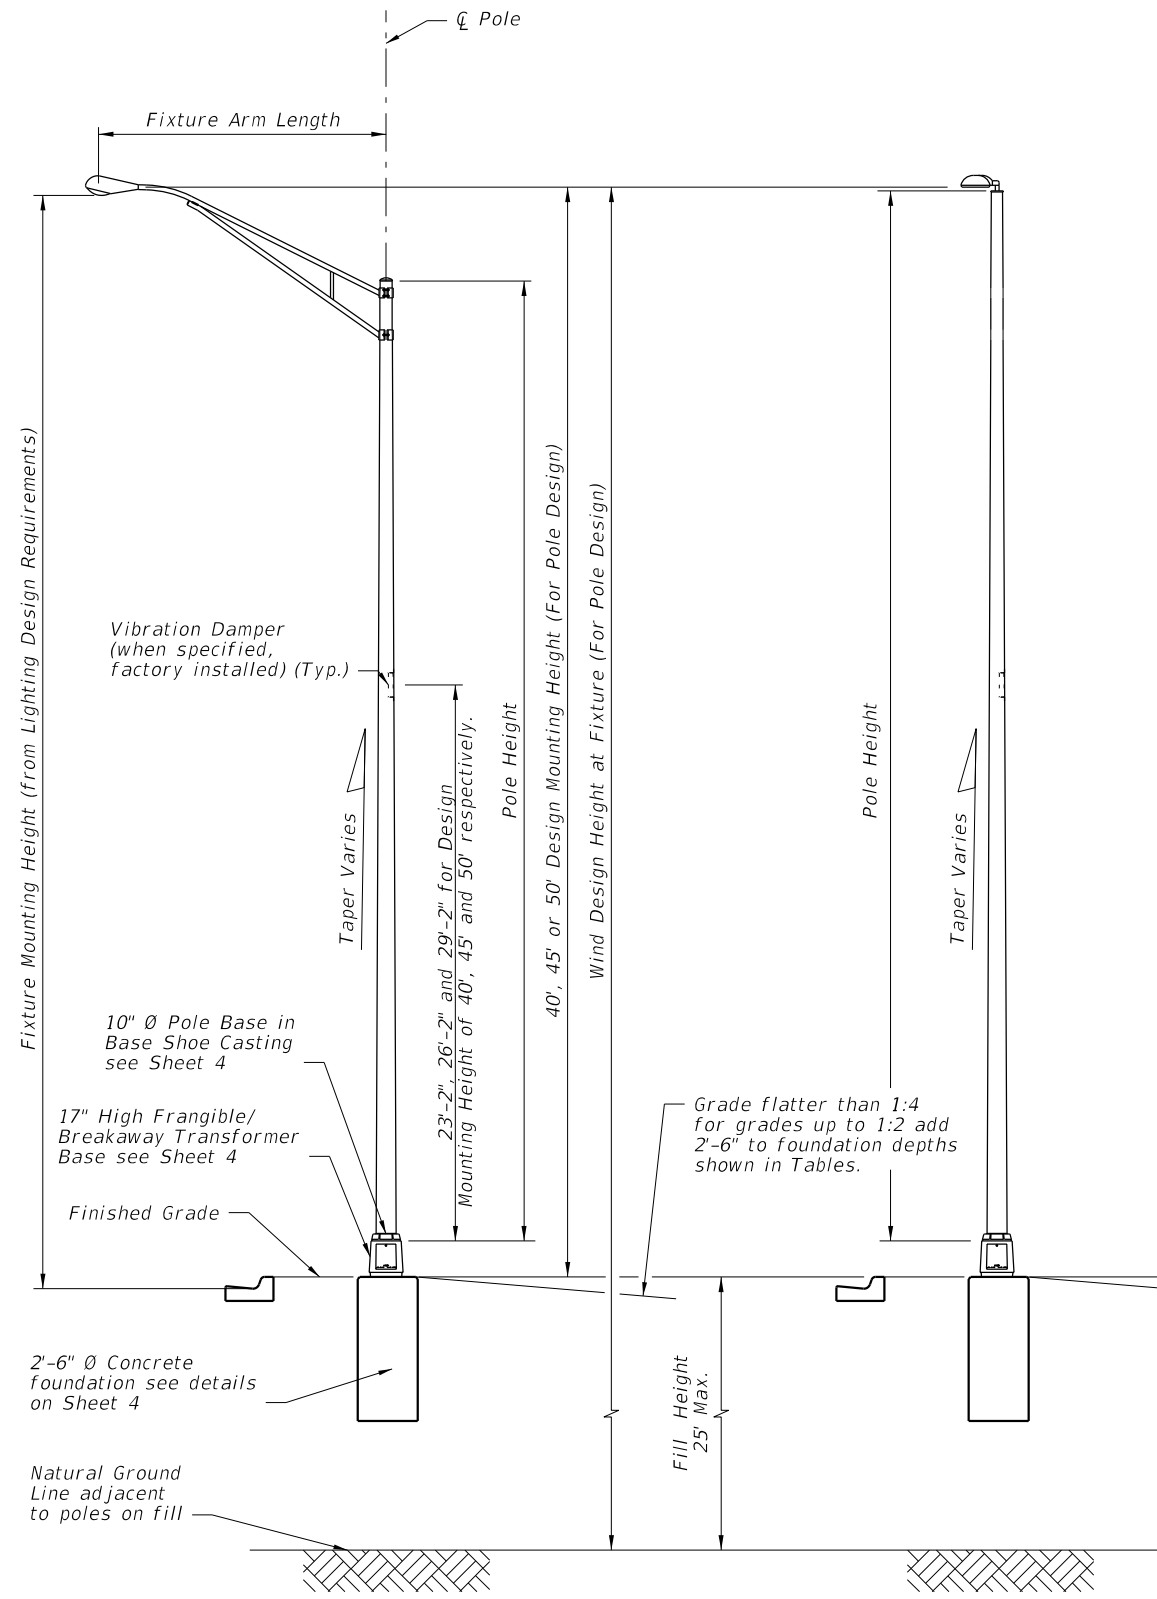 ℄ Pole
Fixture Arm Length
Fixture Mounting Height (from Lighting Design Requirements)
Vibration Damper
(when specified,
factory installed) (Typ.)
Taper Varies
23'-2", 26'-2" and 29'-2" for Design
Mounting Height of 40', 45' and 50' respectively.
Pole Height
40', 45' or 50' Design Mounting Height (For Pole Design)
Wind Design Height at Fixture (For Pole Design)
Pole Height
Taper Varies
10" Ø Pole Base in
Base Shoe Casting
see Sheet 4
17" High Frangible/
Breakaway Transformer
Base see Sheet 4
Finished Grade
Grade flatter than 1:4
for grades up to 1:2 add
2'-6" to foundation depths
shown in Tables.
2'-6" Ø Concrete
foundation see details
on Sheet 4
Fill Height
25' Max.
Natural Ground
Line adjacent
to poles on fill